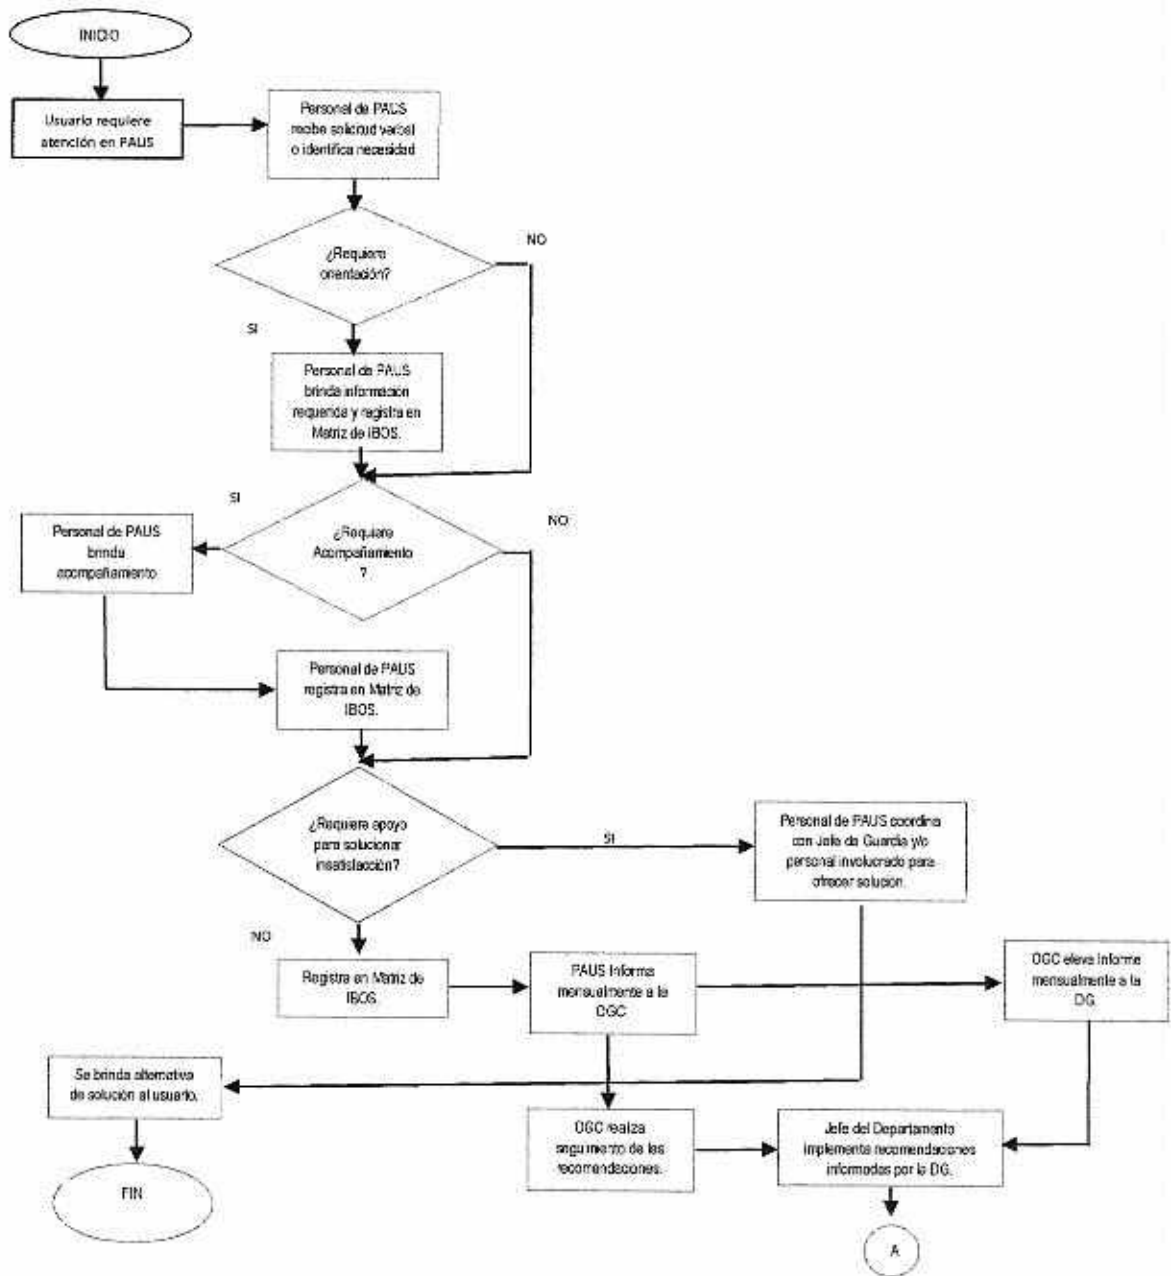 INICIO
Usuario requiere
atención en PAUS
Personal de PAUS
recibe solicitud verbal
o identifica necesidad
¿Requiere
orientación?
NO
SI
Personal de PAUS
brinda información
requerida y registra en
Matriz de IBOS.
SI
NO
¿Requiere
Acompañamiento
?
Personal de PAUS
brinda
acompañamiento
Personal de PAUS
registra en Matriz de
IBOS.
¿Requiere apoyo
para solucionar
insatisfacción?
SI
Personal de PAUS coordina
con Jefe de Guardia y/o
personal involucrado para
ofrecer solución.
NO
Registra en Matriz de
IBOS
PAUS Informa
mensualmente a la
OGC
OGC eleva Informe
mensualmente a la
DG.
Se brinda alternativa
de solución al usuario.
OGC realiza
seguimiento de las
recomendaciones.
Jefe del Departamento
implementa recomendaciones
informadas por la DG.
FIN
A